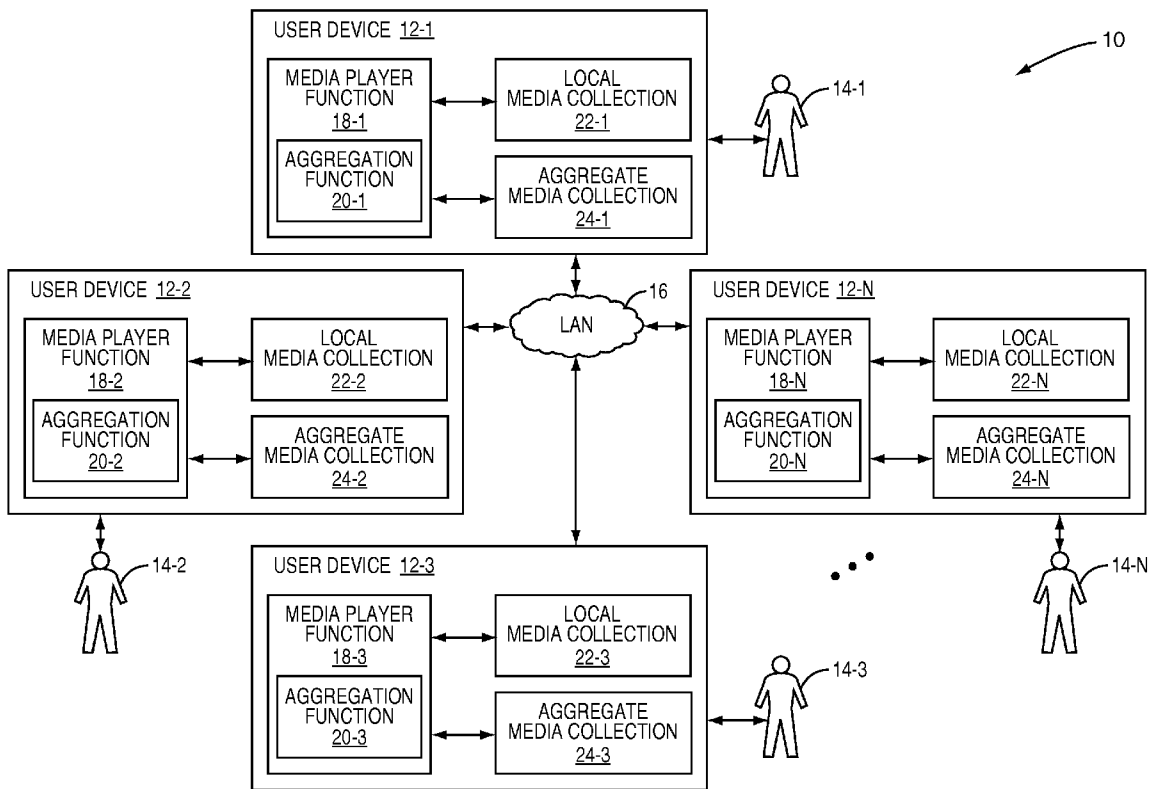 10
USER DEVICE 12-1
MEDIA PLAYER
FUNCTION
18-1
AGGREGATION
FUNCTION
20-1
LOCAL
MEDIA COLLECTION
22-1
AGGREGATE
MEDIA COLLECTION
24-1
14-1
USER DEVICE 12-2
MEDIA PLAYER
FUNCTION
18-2
AGGREGATION
FUNCTION
20-2
LOCAL
MEDIA COLLECTION
22-2
AGGREGATE
MEDIA COLLECTION
24-2
14-2
16
LAN
USER DEVICE 12-N
MEDIA PLAYER
FUNCTION
18-N
AGGREGATION
FUNCTION
20-N
LOCAL
MEDIA COLLECTION
22-N
AGGREGATE
MEDIA COLLECTION
24-N
14-N
USER DEVICE 12-3
MEDIA PLAYER
FUNCTION
18-3
AGGREGATION
FUNCTION
20-3
LOCAL
MEDIA COLLECTION
22-3
AGGREGATE
MEDIA COLLECTION
24-3
14-3